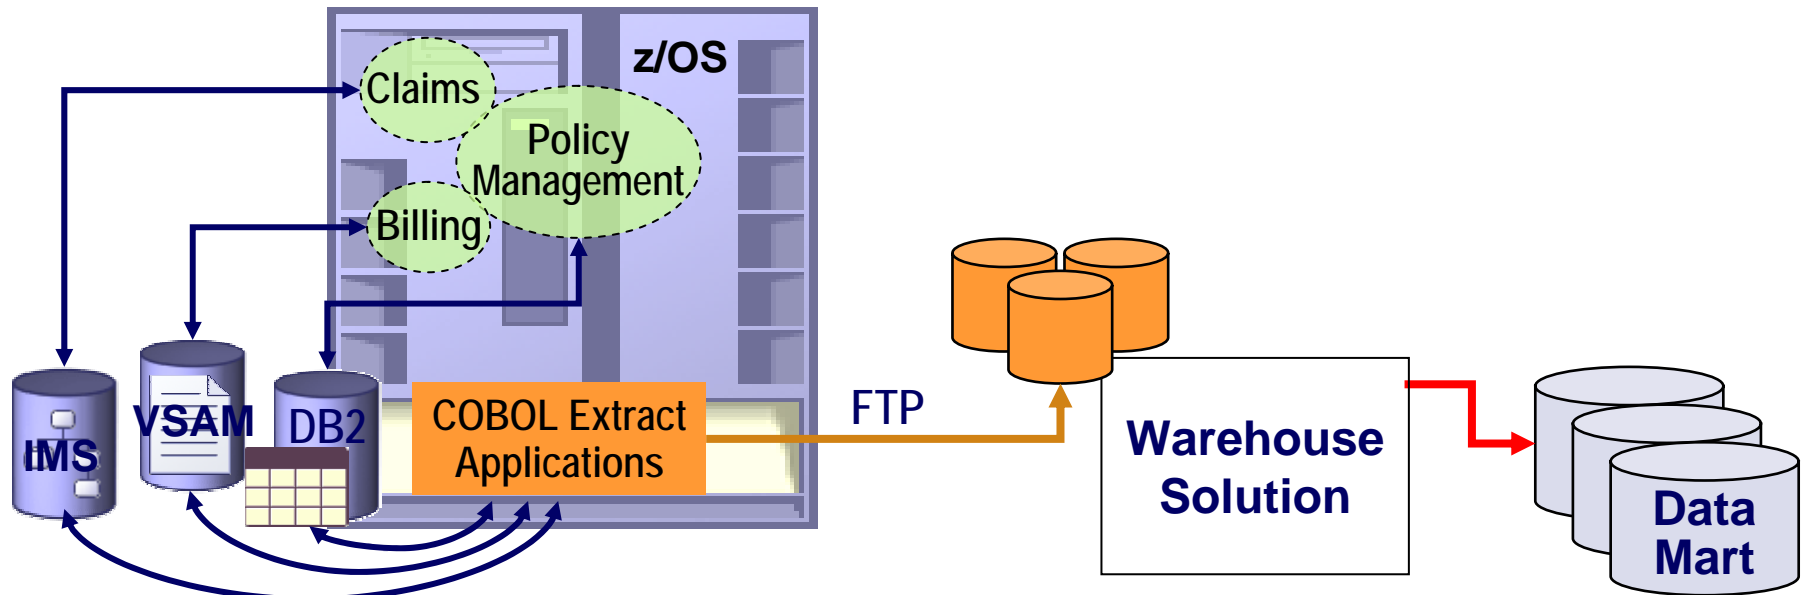 z/OS
Claims
Policy
Management
Billing
IMS
VSAM
DB2
COBOL Extract
Applications
FTP
Warehouse
Solution
Data
Mart